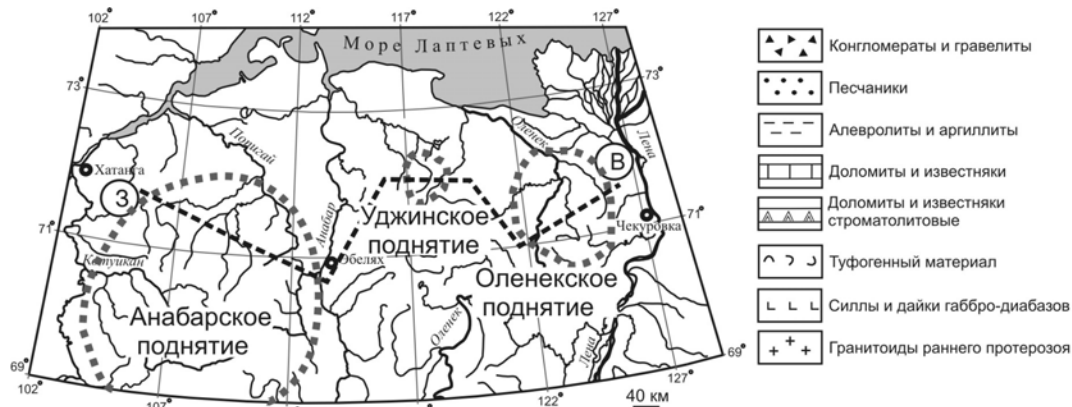 102°
107°
112°
117°
122°
127°
Море Лаптевых
73°
73°
Попигай
Оленек
Лена
Хатанга
З
В
71°
71°
Анабар
Уджинское
поднятие
Чекуровка
Котуйкан
Эбелях
Оленекское
поднятие
Анабарское
поднятие
Оленек
Лена
69°
69°
102°
107°
112°
122°
127°
40 км
Конгломераты и гравелиты
Песчаники
Алевролиты и аргиллиты
Доломиты и известняки
Доломиты и известняки
строматолитовые
Туфогенный материал
Силлы и дайки габбро-диабазов
Гранитоиды раннего протерозоя